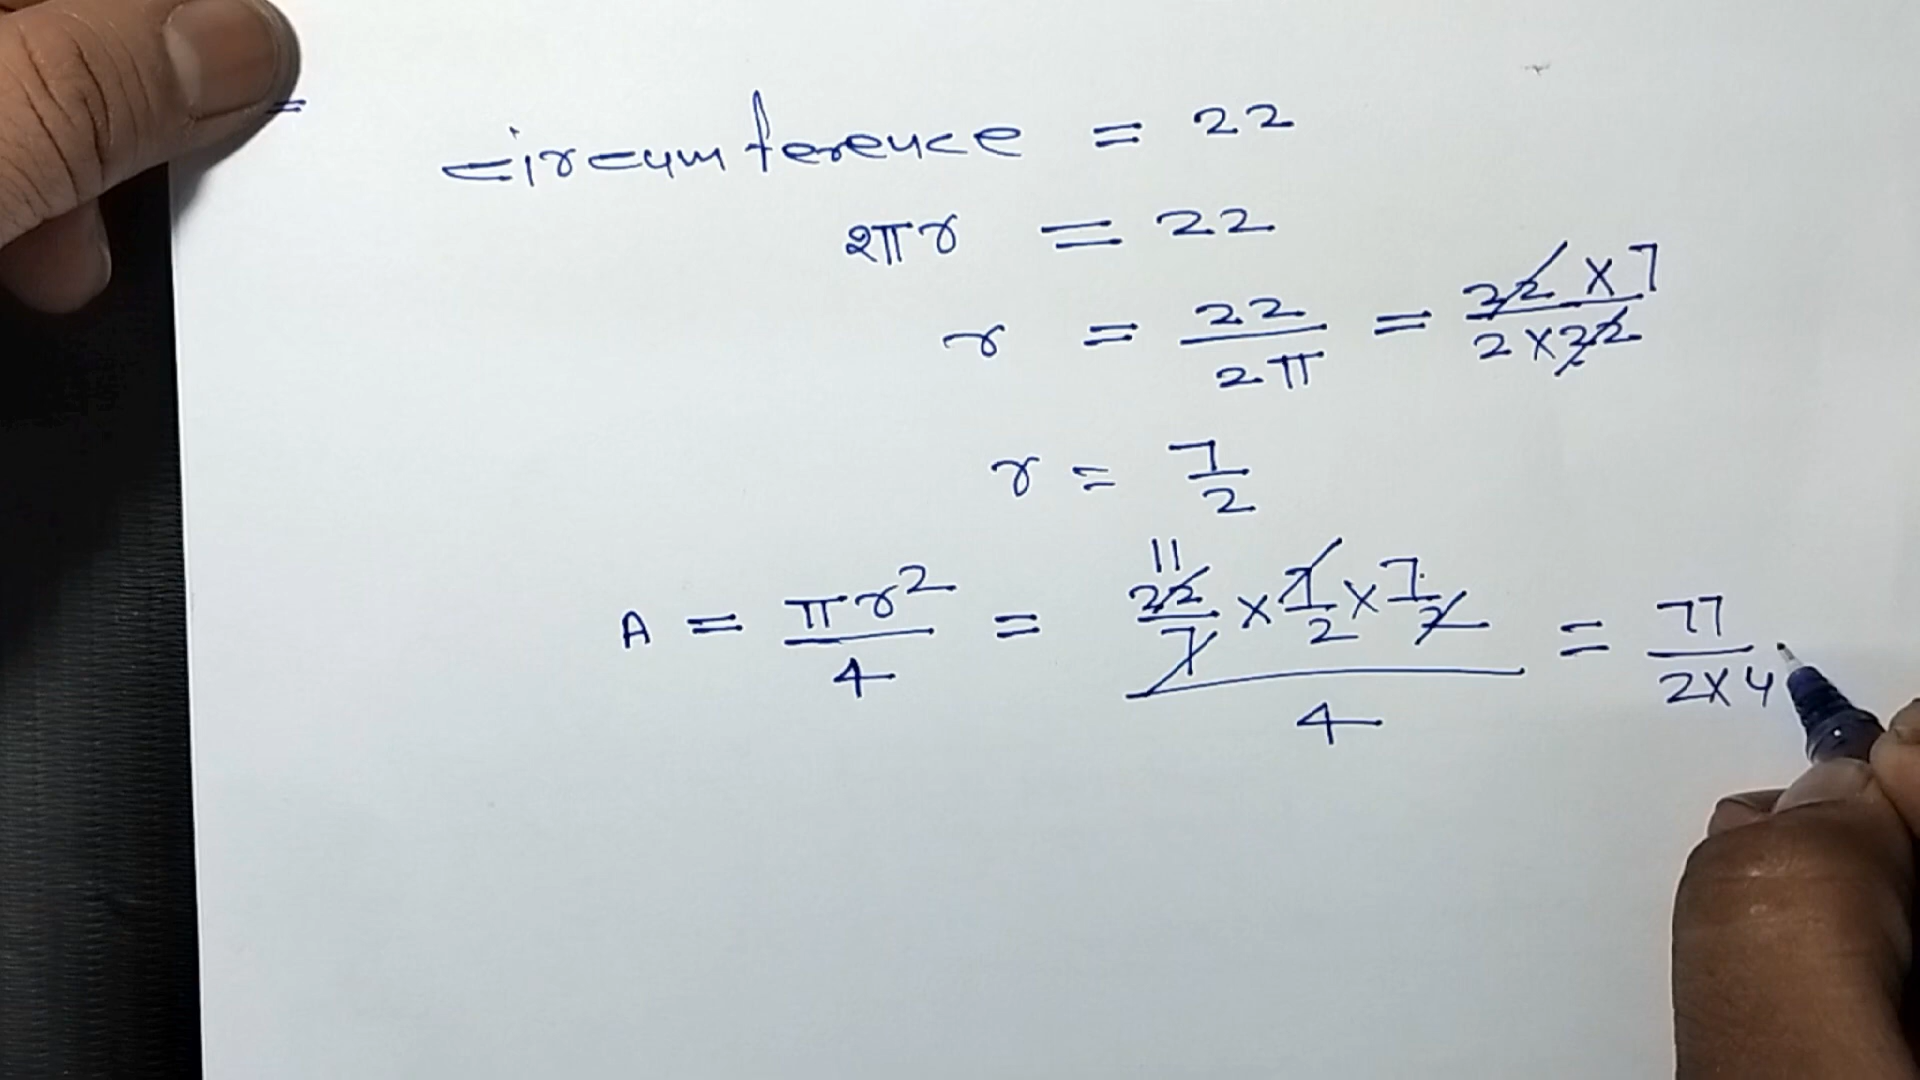 =
circumference = 22
2πr = 22
r = 22/2π = 22 × 7/2 × 22
r = 7/2
A = πr²/4 = 11 22/7 × 7/2 × 7/2/4 = 77/2×4